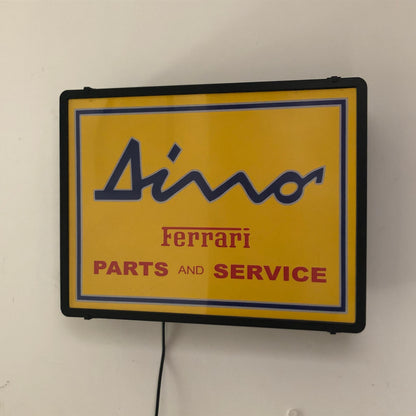 Dino
Ferrari
PARTS AND SERVICE